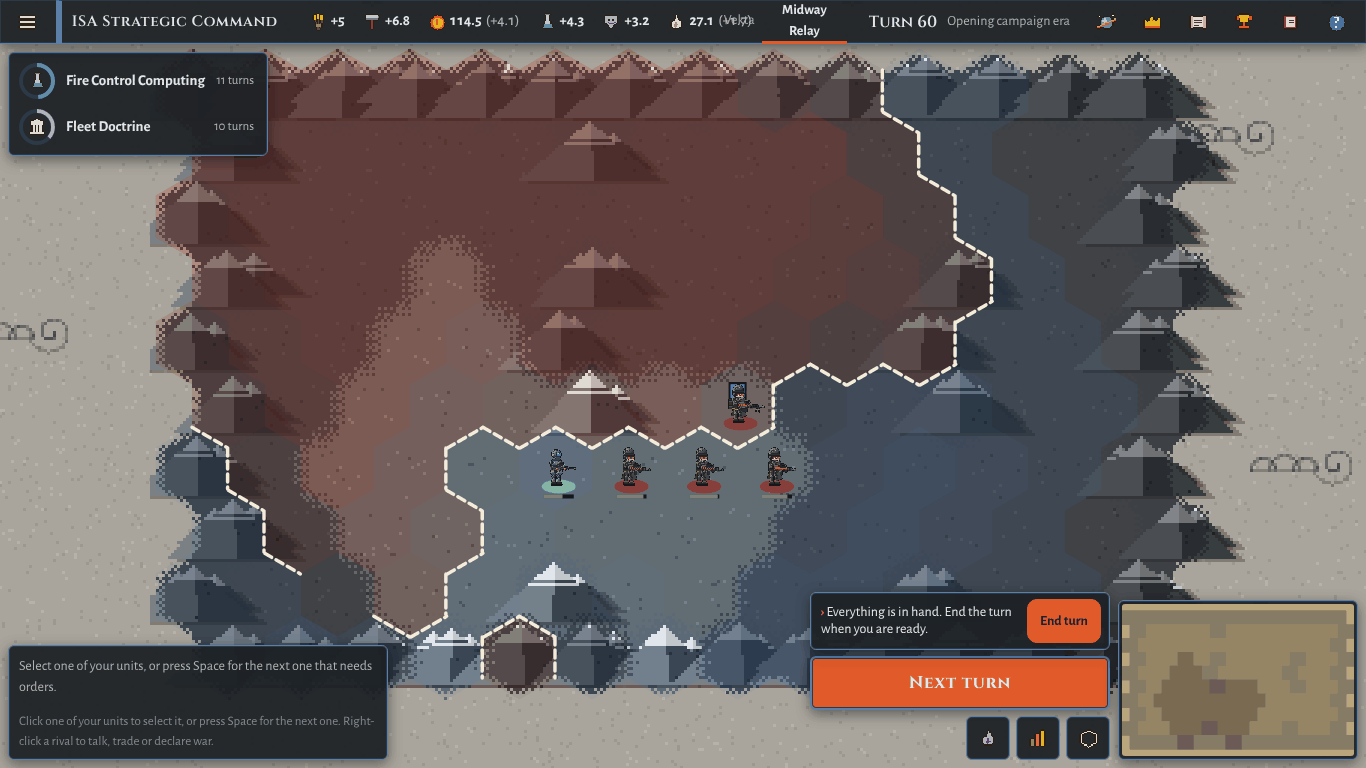 ISA Strategic Command
+5
+6.8
114.5 (+4.1)
+4.3
+3.2
27.1
Midway
Relay
Turn 60
Opening campaign era
Fire Control Computing
11 turns
Fleet Doctrine
10 turns
Select one of your units, or press Space for the next one that needs
orders.
Click one of your units to select it, or press Space for the next one. Right-
click a rival to talk, trade or declare war.
› Everything is in hand. End the turn
when you are ready.
End turn
Next turn